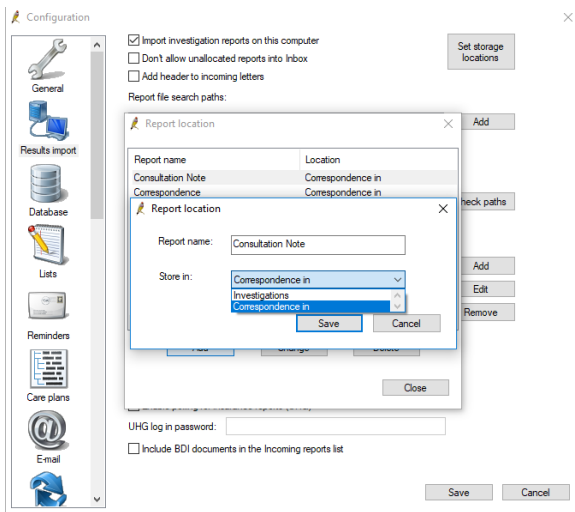 Configuration
General
Results import
Database
Lists
Reminders
Care plans
E-mail
Import investigation reports on this computer
Don't allow unallocated reports into Inbox
Add header to incoming letters
Report file search paths:
Set storage
locations
Add
heck paths
Add
Edit
Remove
Report location
Report name Location
Consultation Note Correspondence in
Correspondence Correspondence in
Report location
Report name: Consultation Note
Store in: Correspondence in
Investigations
Correspondence in
Save Cancel
Add Change Delete
Close
UHG log in password:
Include BDI documents in the Incoming reports list
Save Cancel